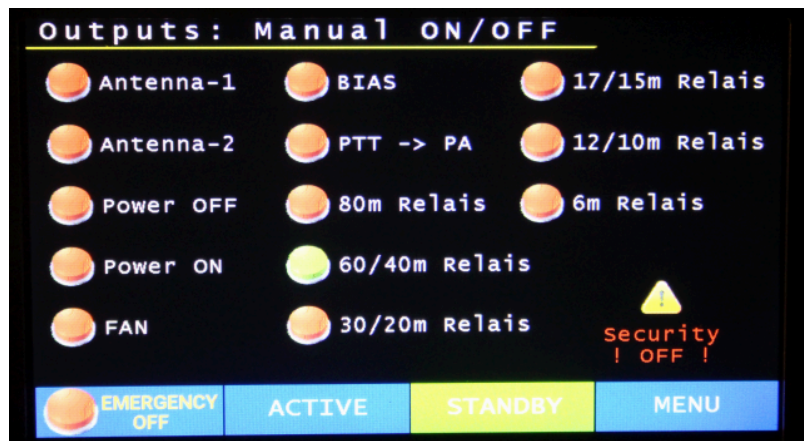 Outputs: Manual ON/OFF
Antenna-1
BIAS
17/15m Relais
Antenna-2
PTT -> PA
12/10m Relais
Power OFF
80m Relais
6m Relais
Power ON
60/40m Relais
FAN
30/20m Relais
Security
! OFF !
EMERGENCY
OFF
ACTIVE
STANDBY
MENU